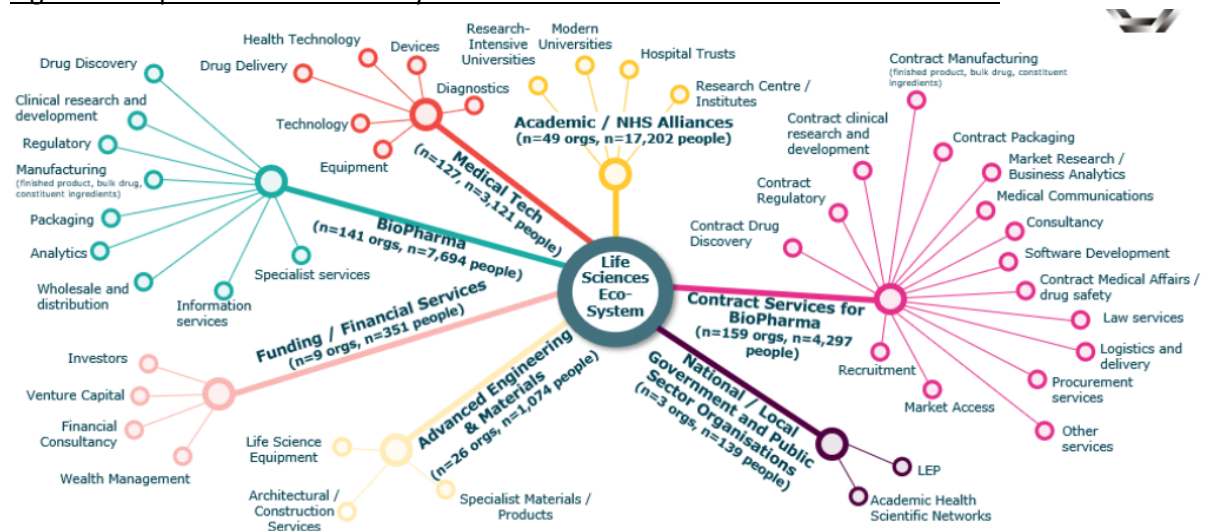 Drug Discovery
Clinical research and
development
Regulatory
Manufacturing
(finished product, bulk drug,
constituent ingredients)
Packaging
Analytics
Wholesale and
distribution
Information
services
Specialist services
BioPharma
(n=141 orgs, n=7,694 people)
Health Technology
Drug Delivery
Devices
Diagnostics
Technology
Equipment
Medical Tech
(n=127, n=3,121 people)
Research-
Intensive
Universities
Modern
Universities
Hospital Trusts
Research Centre /
Institutes
Academic / NHS Alliances
(n=49 orgs, n=17,202 people)
Life
Sciences
Eco-
System
Contract Manufacturing
(finished product, bulk drug, constituent
ingredients)
Contract clinical
research and
development
Contract Packaging
Market Research /
Business Analytics
Contract
Regulatory
Medical Communications
Contract Drug
Discovery
Consultancy
Software Development
Contract Medical Affairs /
drug safety
Law services
Logistics and
delivery
Procurement
services
Other
services
Market Access
Recruitment
Contract Services for
BioPharma
(n=159 orgs, n=4,297
people)
Funding / Financial Services
(n=9 orgs, n=351 people)
Investors
Venture Capital
Financial
Consultancy
Wealth Management
Advanced Engineering
& Materials
(n=26 orgs, n=1,074 people)
Life Science
Equipment
Architectural /
Construction
Services
Specialist Materials /
Products
National / Local
Government and Public
Sector Organisations
(n=3 orgs, n=139 people)
LEP
Academic Health
Scientific Networks